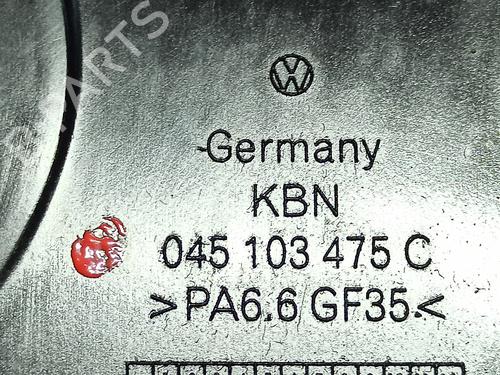 Germany
KBN
045 103 475 C
>PA6.6 GF35.<